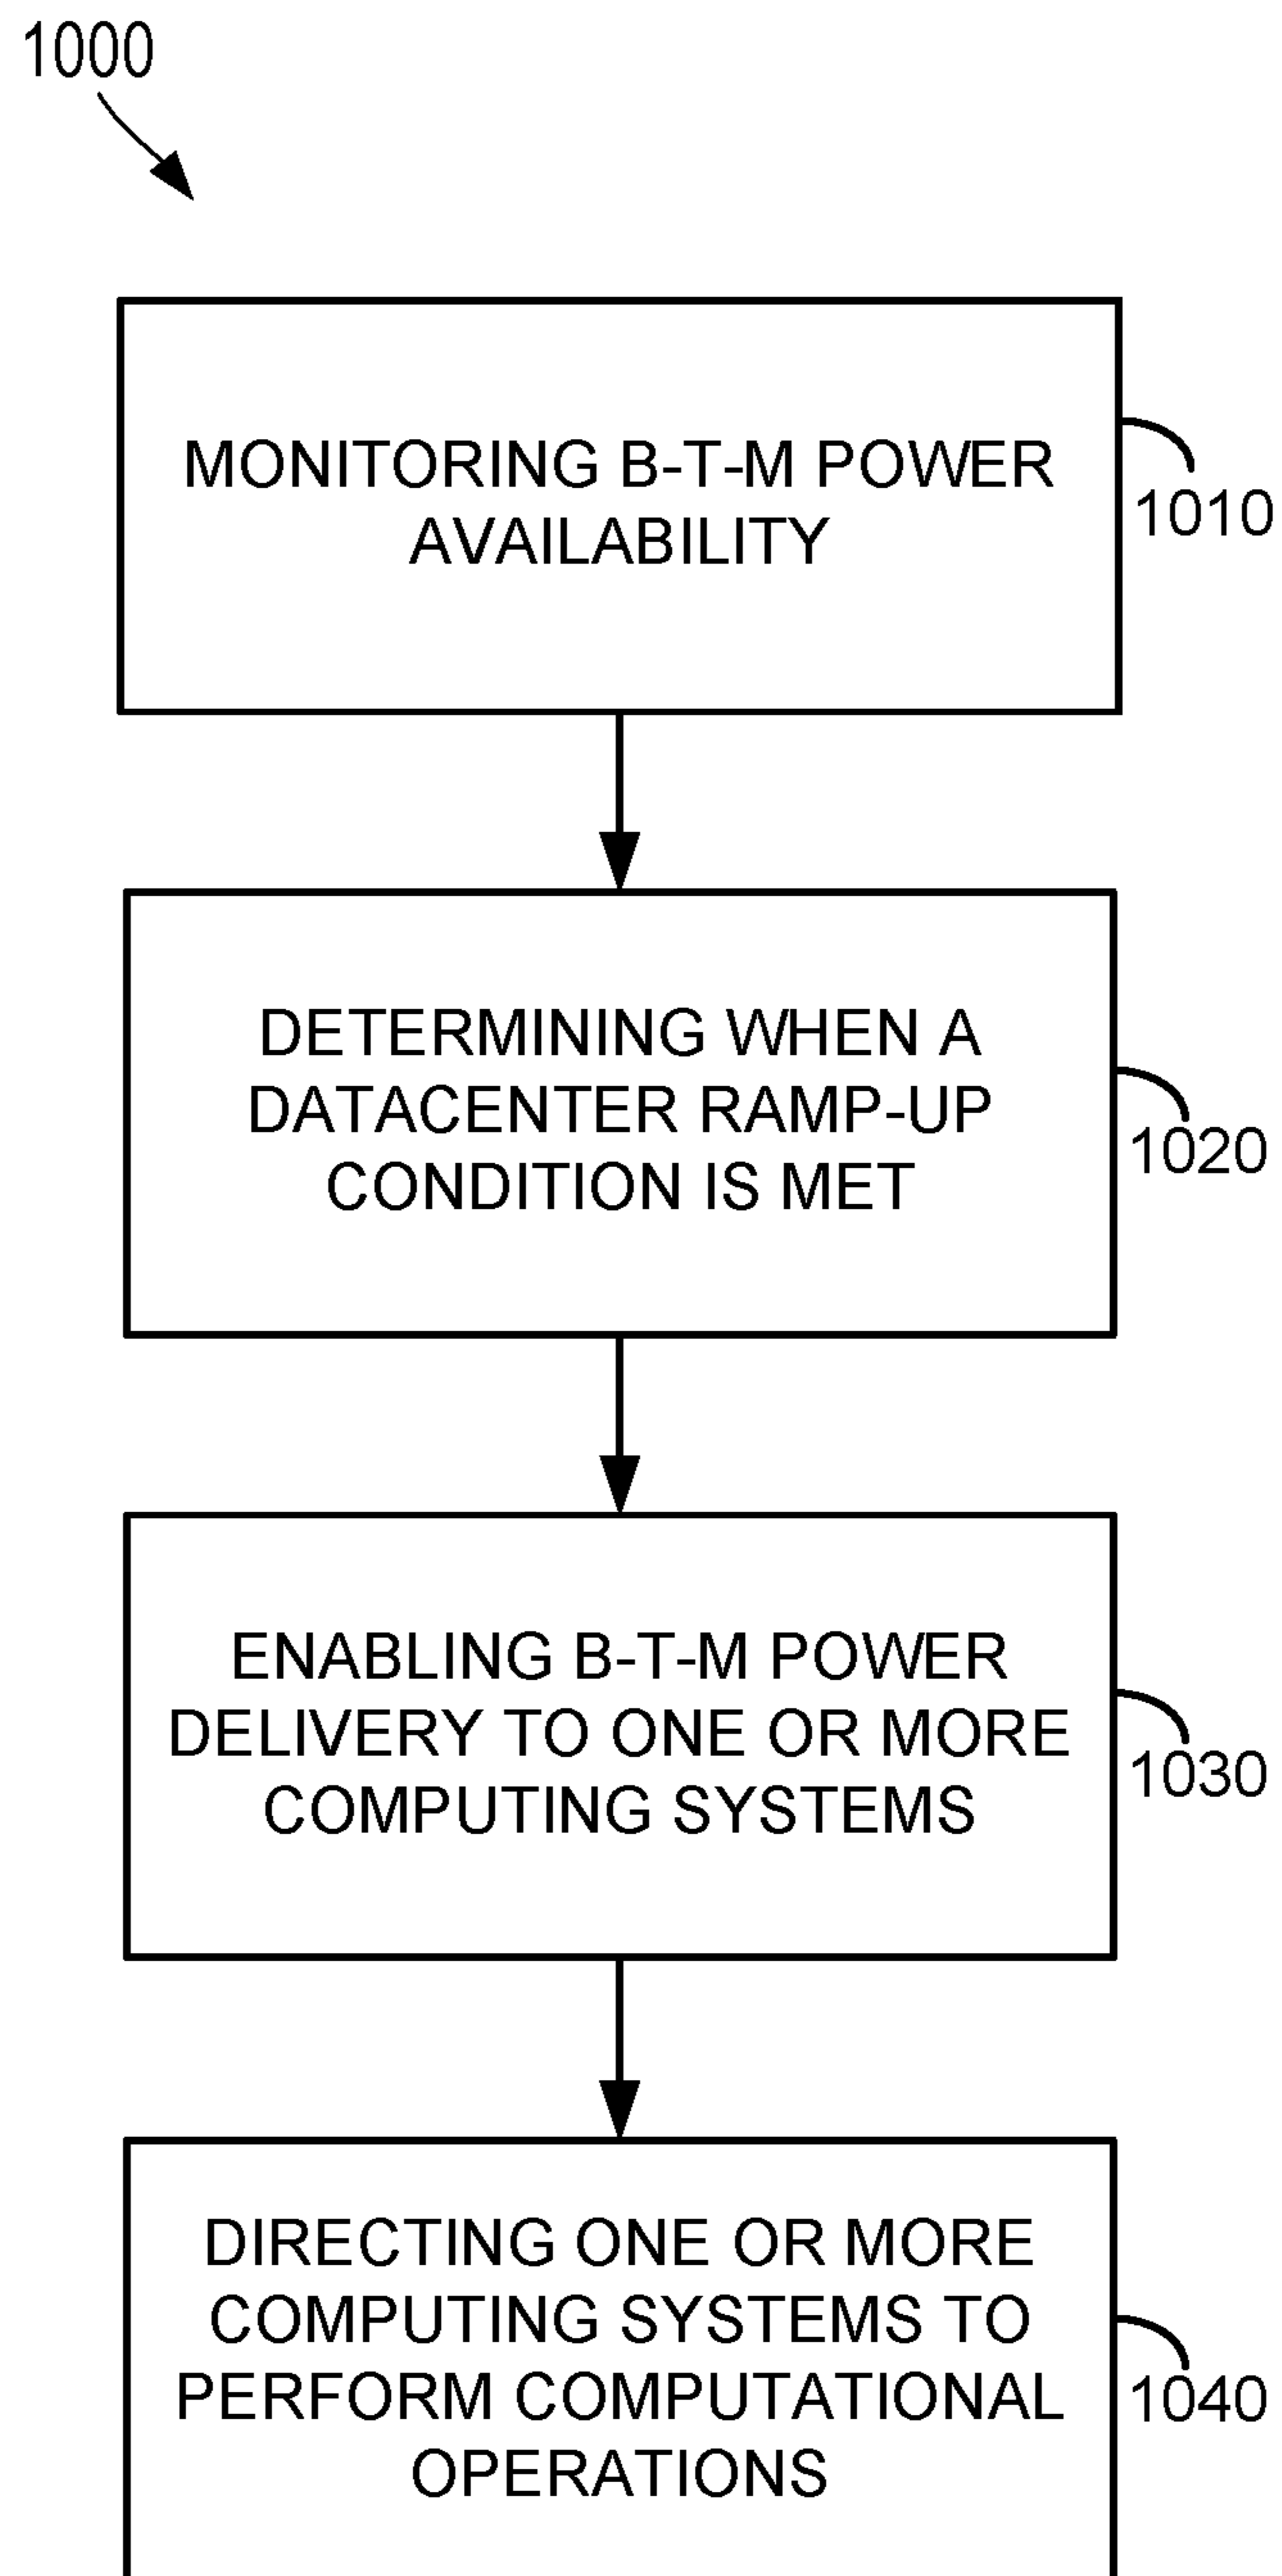 1000
MONITORING B-T-M POWER
AVAILABILITY
1010
DETERMINING WHEN A
DATACENTER RAMP-UP
CONDITION IS MET
1020
ENABLING B-T-M POWER
DELIVERY TO ONE OR MORE
COMPUTING SYSTEMS
1030
DIRECTING ONE OR MORE
COMPUTING SYSTEMS TO
PERFORM COMPUTATIONAL
OPERATIONS
1040